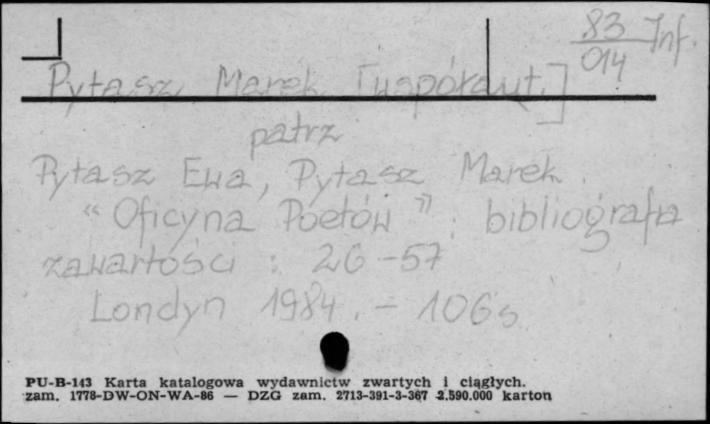 83 Inf.
014
Pytasz Marek [współaut.]
patrz
Pytasz Ewa, Pytasz Marek.
"Oficyna Poetów": bibliografia
zawartości : 26-57
Londyn 1984. - 106s
PU-B-143 Karta katalogowa wydawnictw zwartych i ciągłych.
zam. 1778-DW-ON-WA-86 — DZG zam. 2713-391-3-367 2.590.000 karton